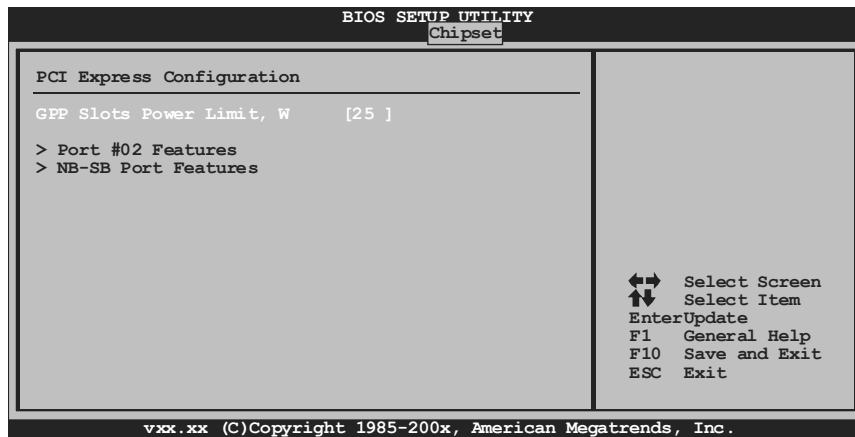 BIOS SETUP UTILITY
Chipset
PCI Express Configuration
GPP Slots Power Limit, W [25 ]
> Port #02 Features
> NB-SB Port Features
Select Screen
Select Item
EnterUpdate
F1 General Help
F10 Save and Exit
ESC Exit
vxx.xx (C)Copyright 1985-200x, American Megatrends, Inc.